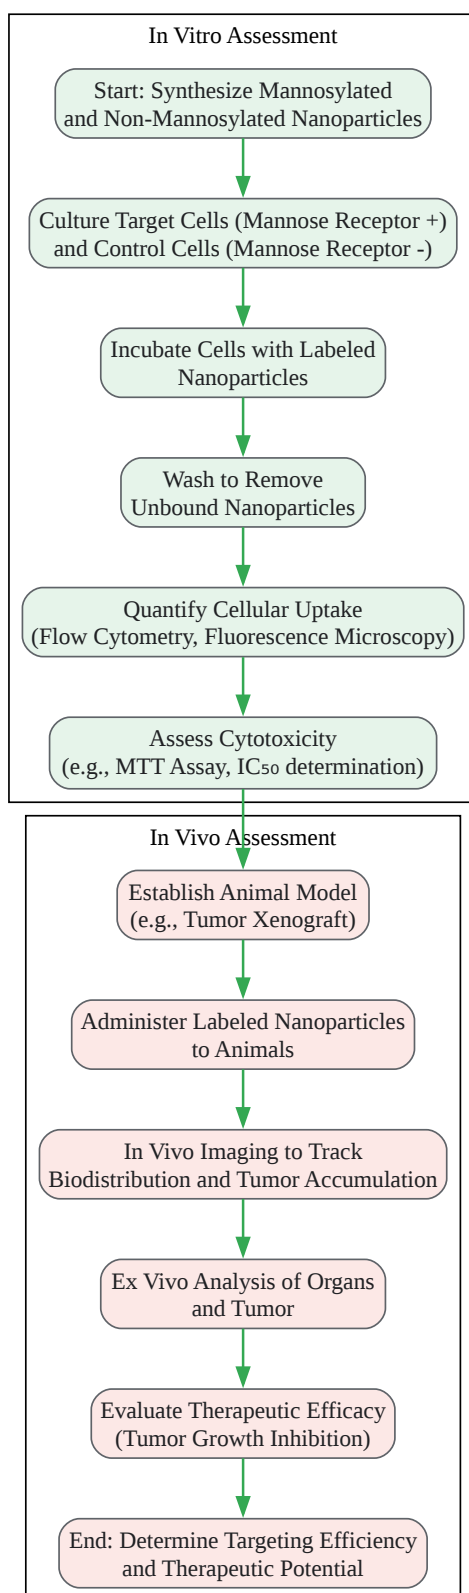 In Vitro Assessment
Start: Synthesize Mannosylated
and Non-Mannosylated Nanoparticles
Culture Target Cells (Mannose Receptor +)
and Control Cells (Mannose Receptor -)
Incubate Cells with Labeled
Nanoparticles
Wash to Remove
Unbound Nanoparticles
Quantify Cellular Uptake
(Flow Cytometry, Fluorescence Microscopy)
Assess Cytotoxicity
(e.g., MTT Assay, IC₅₀ determination)
In Vivo Assessment
Establish Animal Model
(e.g., Tumor Xenograft)
Administer Labeled Nanoparticles
to Animals
In Vivo Imaging to Track
Biodistribution and Tumor Accumulation
Ex Vivo Analysis of Organs
and Tumor
Evaluate Therapeutic Efficacy
(Tumor Growth Inhibition)
End: Determine Targeting Efficiency
and Therapeutic Potential